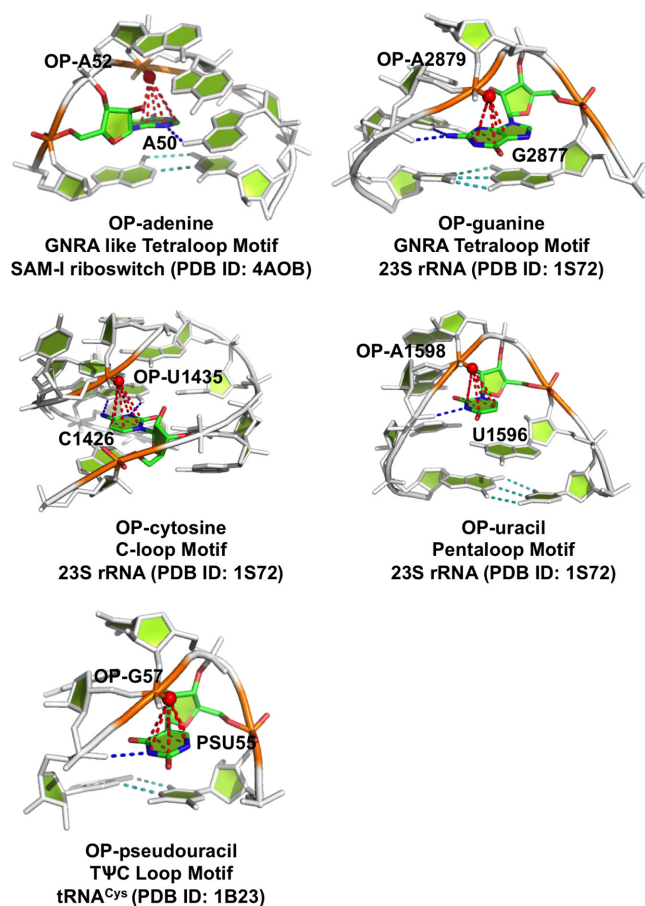 OP-A52
A50
OP-adenine
GNRA like Tetraloop Motif
SAM-I riboswitch (PDB ID: 4AOB)
OP-A2879
G2877
OP-guanine
GNRA Tetraloop Motif
23S rRNA (PDB ID: 1S72)
OP-U1435
C1426
OP-cytosine
C-loop Motif
23S rRNA (PDB ID: 1S72)
OP-A1598
U1596
OP-uracil
Pentaloop Motif
23S rRNA (PDB ID: 1S72)
OP-G57
PSU55
OP-pseudouracil
TΨC Loop Motif
tRNAᶜʸˢ (PDB ID: 1B23)